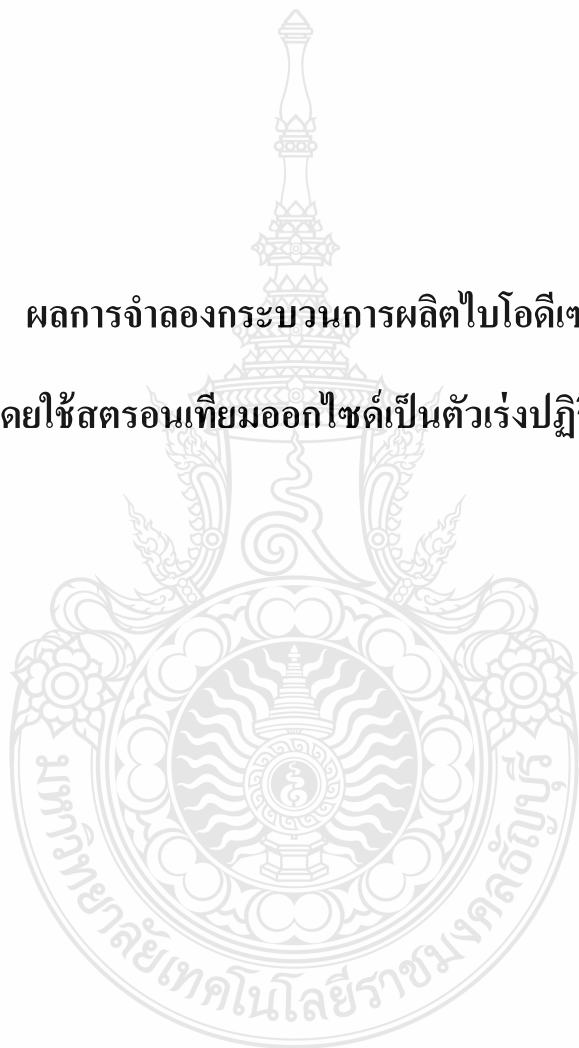 ผลการจำลองกระบวนการผลิตไบโอดีเซ
ดยใช้สตรอนเทียมออกไซด์เป็นตัวเร่งปฏิ
มหาวิทยาลัยเทคโนโลยีราชมงคลธัญบุรี